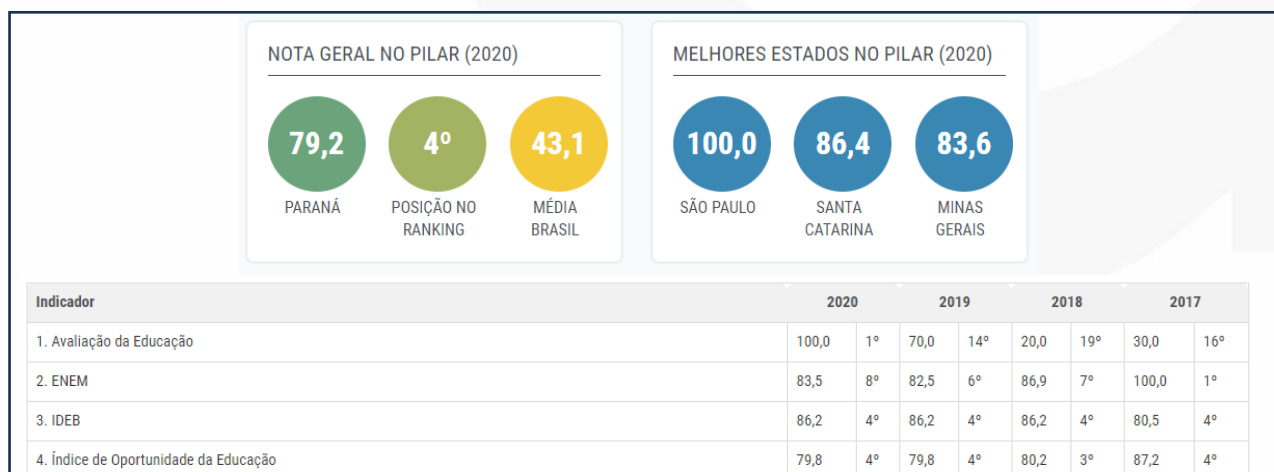 NOTA GERAL NO PILAR (2020)
79,2 4º 43,1
PARANÁ POSIÇÃO NO RANKING MÉDIA BRASIL
MELHORES ESTADOS NO PILAR (2020)
100,0 86,4 83,6
SÃO PAULO SANTA CATARINA MINAS GERAIS
Indicador 2020 2019 2018 2017
1. Avaliação da Educação 100,0 1º 70,0 14º 20,0 19º 30,0 16º
2. ENEM 83,5 8º 82,5 6º 86,9 7º 100,0 1º
3. IDEB 86,2 4º 86,2 4º 86,2 4º 80,5 4º
4. Índice de Oportunidade da Educação 79,8 4º 79,8 4º 80,2 3º 87,2 4º